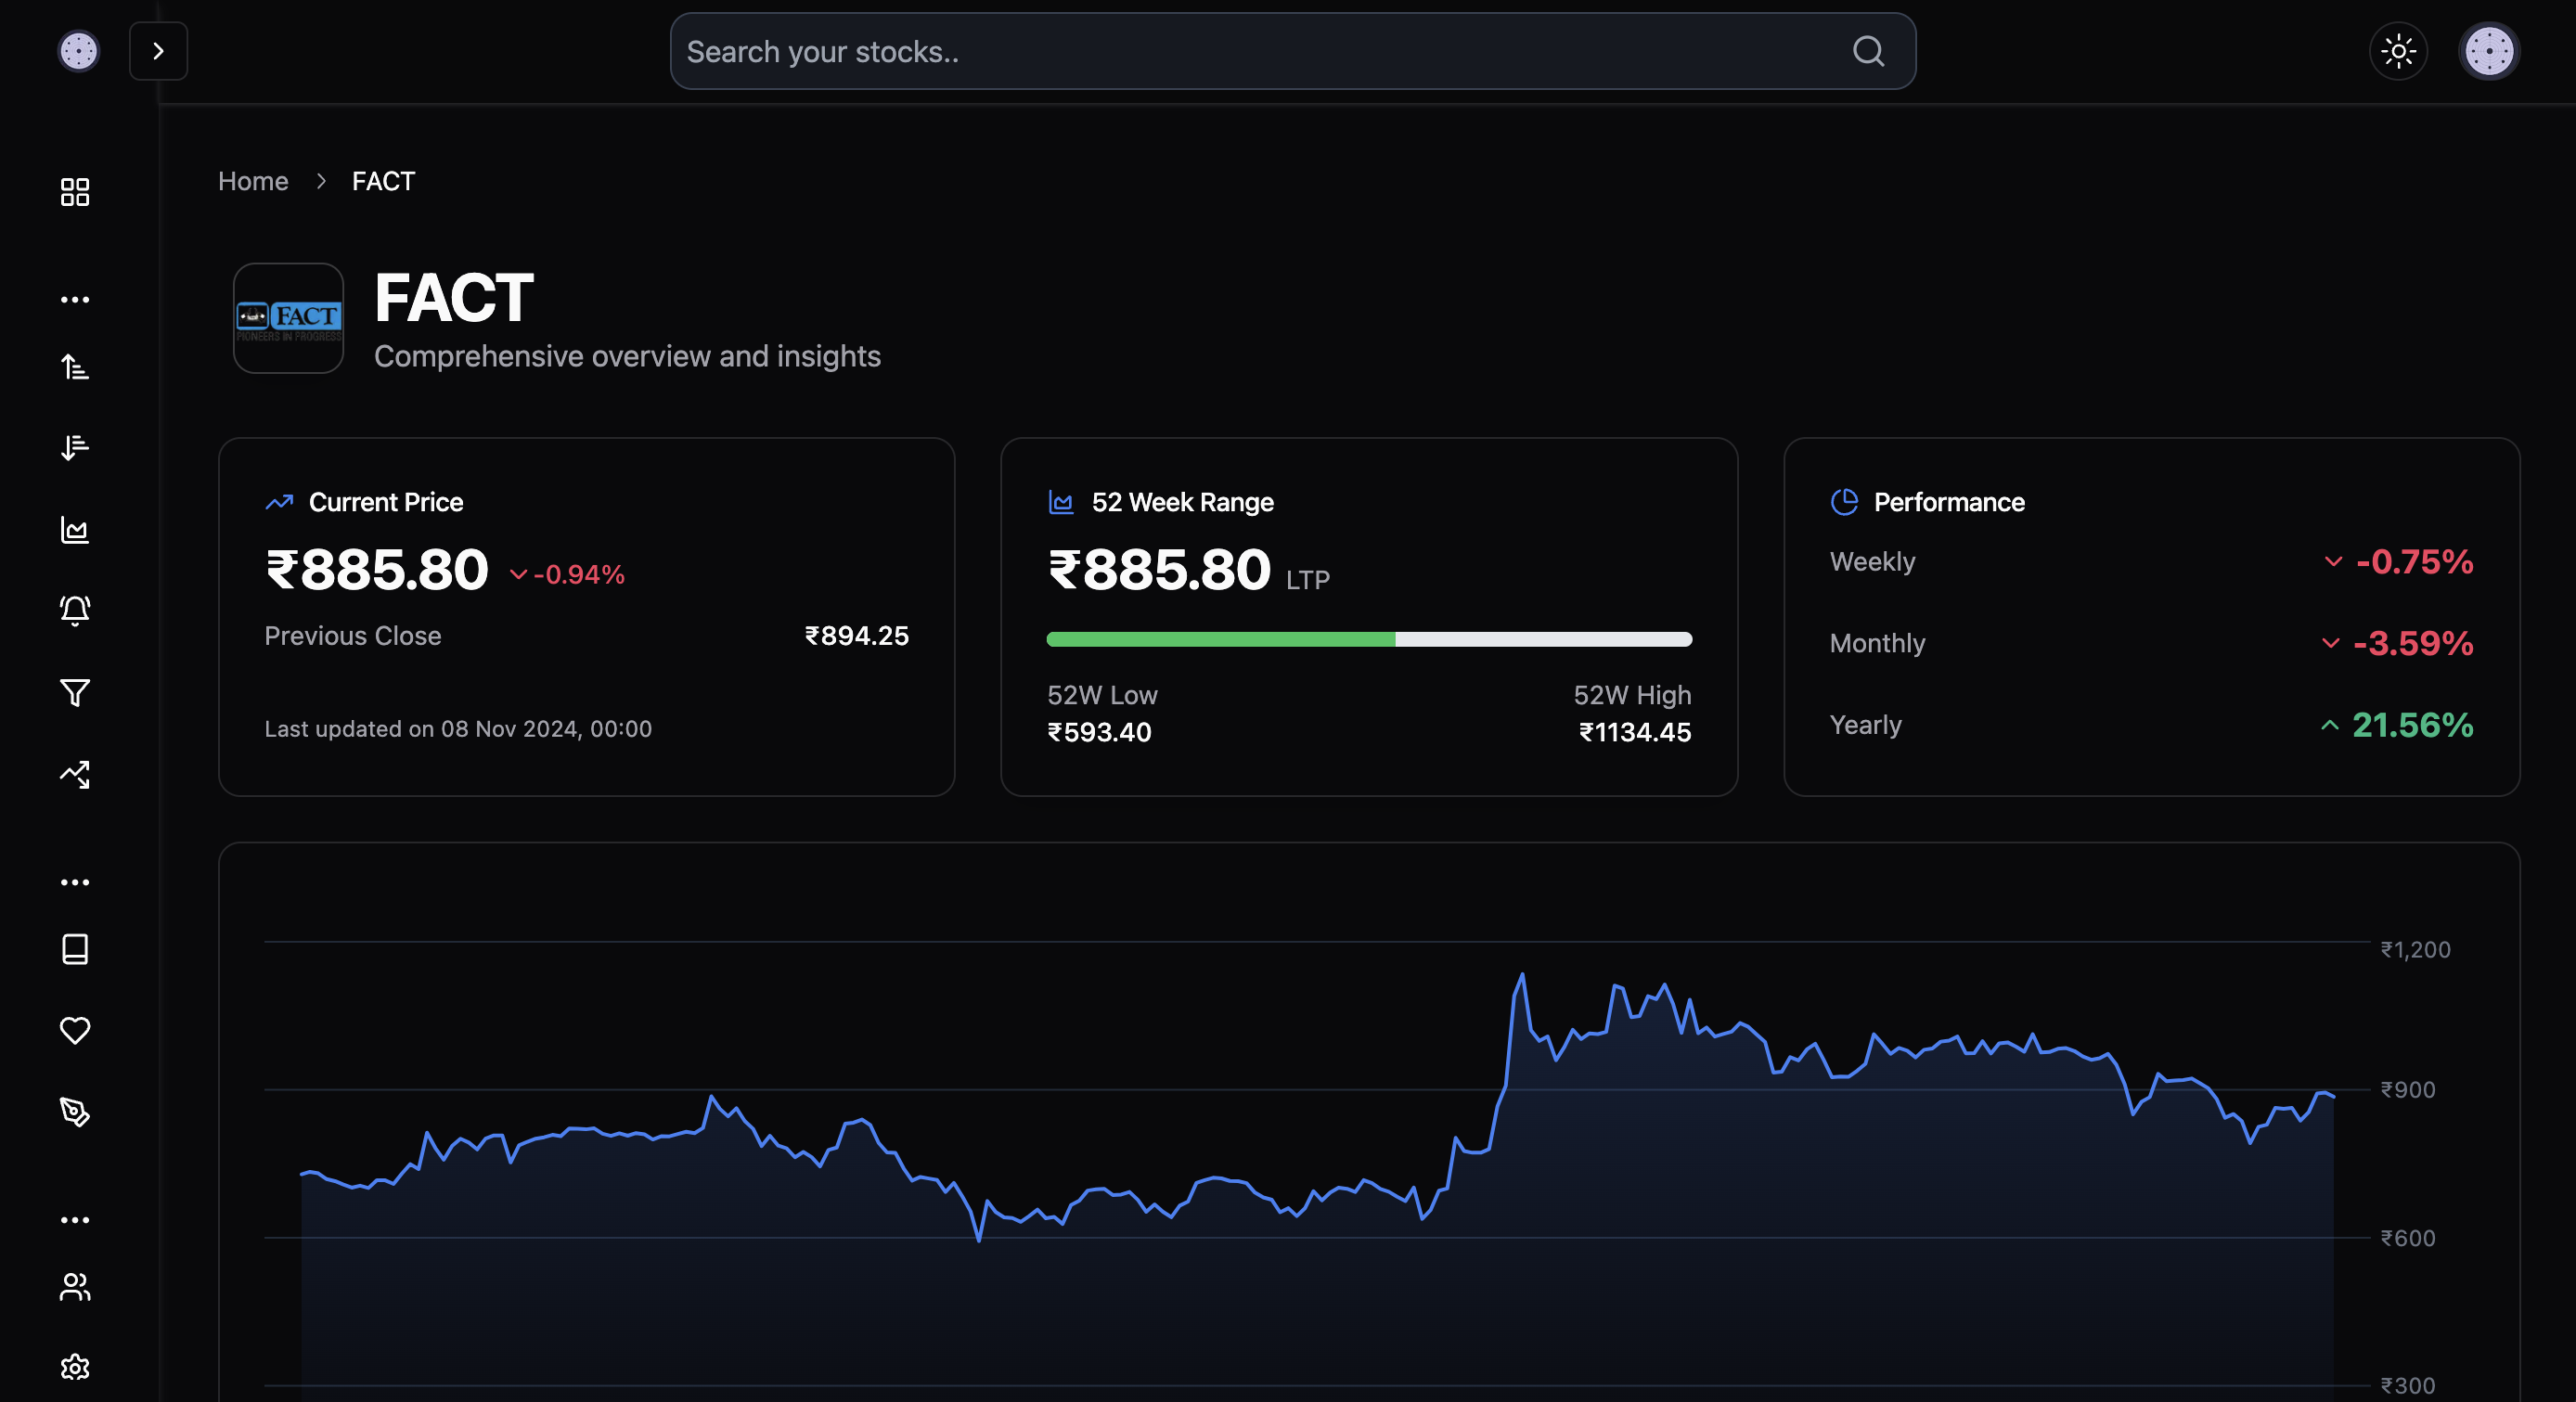 Search your stocks..
Home > FACT
FACT
PIONEERS IN PROGRESS
FACT
Comprehensive overview and insights
Current Price
₹885.80 -0.94%
Previous Close ₹894.25
Last updated on 08 Nov 2024, 00:00
52 Week Range
₹885.80 LTP
52W Low 52W High
₹593.40 ₹1134.45
Performance
Weekly -0.75%
Monthly -3.59%
Yearly 21.56%
₹1,200
₹900
₹600
₹300